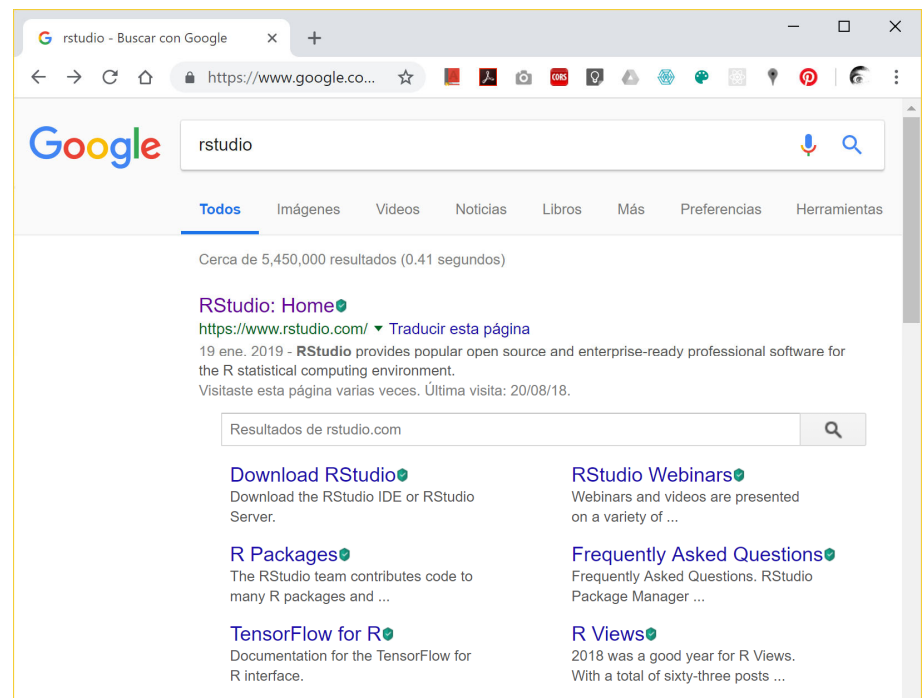 rstudio - Buscar con Google
https://www.google.co...
CORS
Google
rstudio
Todos Imágenes Videos Noticias Libros Más Preferencias Herramientas
Cerca de 5,450,000 resultados (0.41 segundos)
RStudio: Home
https://www.rstudio.com/ Traducir esta página
19 ene. 2019 - RStudio provides popular open source and enterprise-ready professional software for
the R statistical computing environment.
Visitaste esta página varias veces. Última visita: 20/08/18.
Resultados de rstudio.com
Download RStudio
Download the RStudio IDE or RStudio
Server.
RStudio Webinars
Webinars and videos are presented
on a variety of ...
R Packages
The RStudio team contributes code to
many R packages and ...
Frequently Asked Questions
Frequently Asked Questions. RStudio
Package Manager ...
TensorFlow for R
Documentation for the TensorFlow for
R interface.
R Views
2018 was a good year for R Views.
With a total of sixty-three posts ...